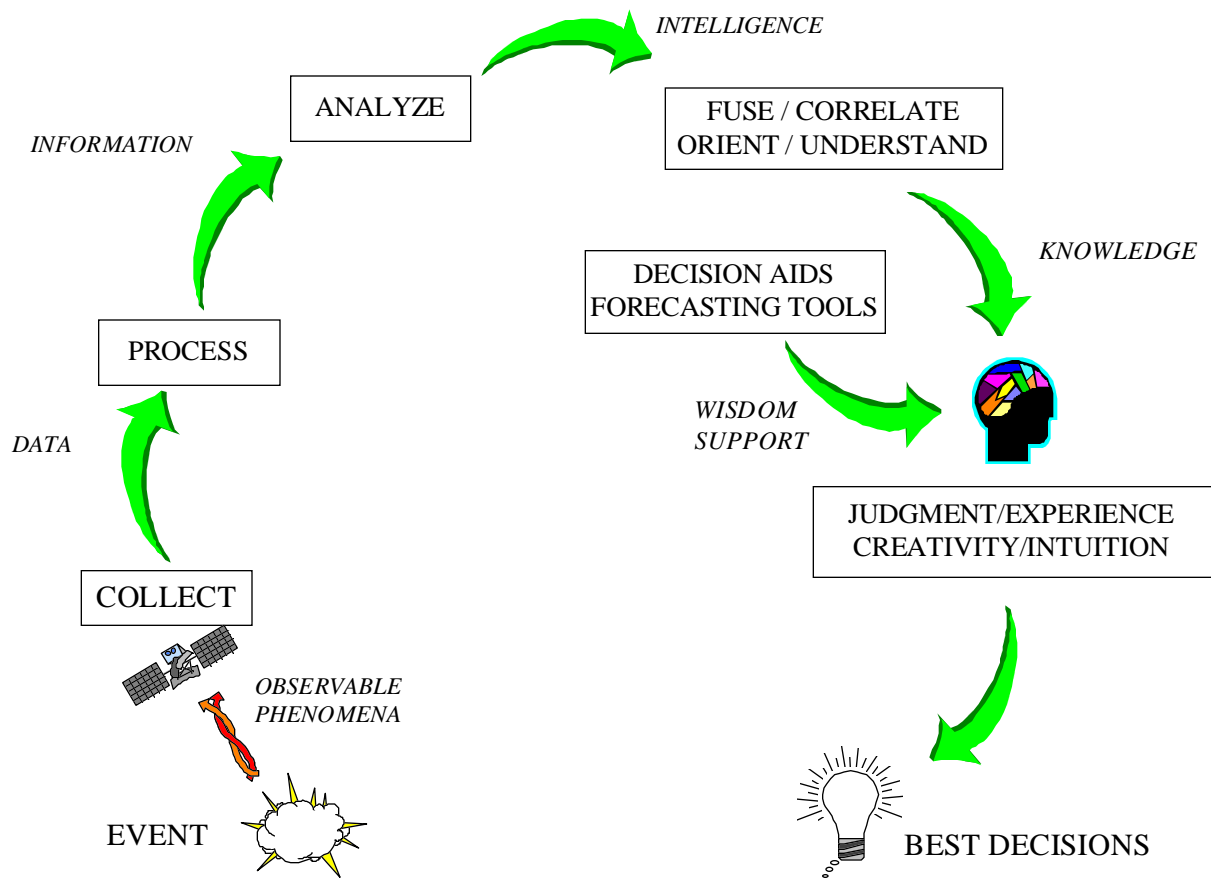 INTELLIGENCE
ANALYZE
FUSE / CORRELATE
ORIENT / UNDERSTAND
INFORMATION
KNOWLEDGE
DECISION AIDS
FORECASTING TOOLS
PROCESS
WISDOM
SUPPORT
DATA
JUDGMENT/EXPERIENCE
CREATIVITY/INTUITION
COLLECT
OBSERVABLE
PHENOMENA
EVENT
BEST DECISIONS